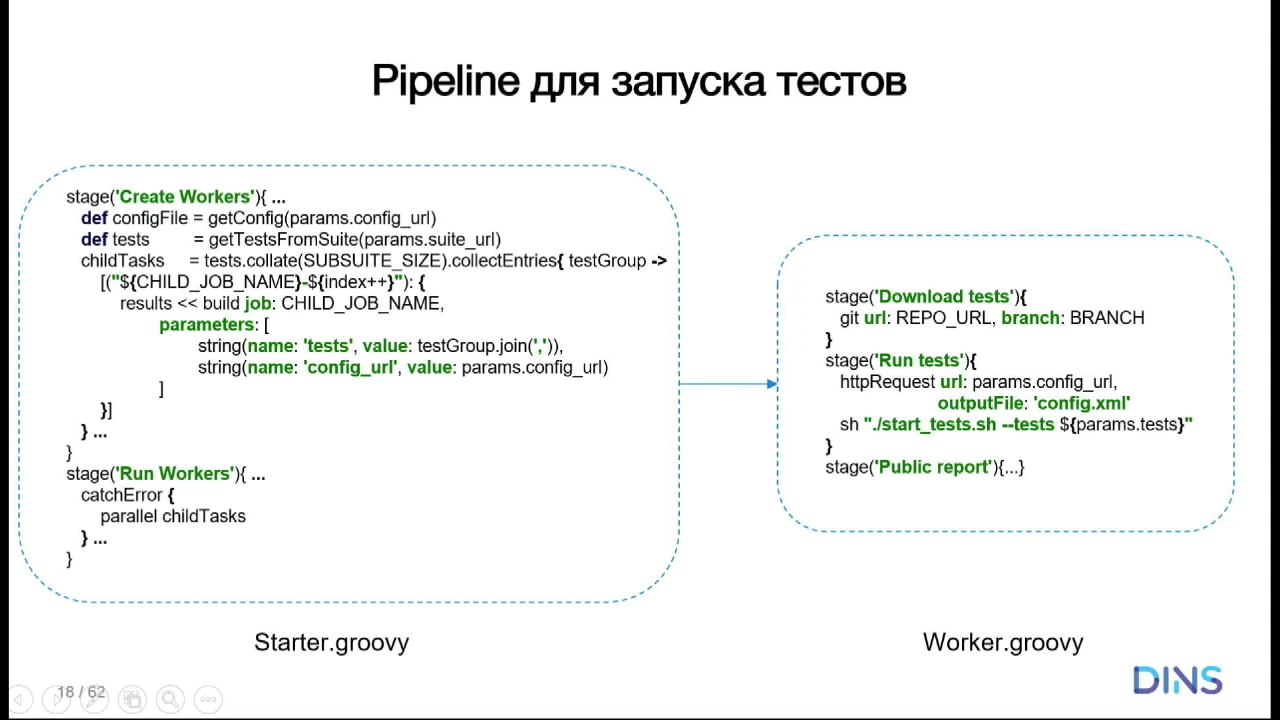 Pipeline для запуска тестов
stage('Create Workers'){ ...
def configFile = getConfig(params.config_url)
def tests = getTestsFromSuite(params.suite_url)
childTasks = tests.collate(SUBSUITE_SIZE).collectEntries{ testGroup ->
[("${CHILD_JOB_NAME}-${index++}"): {
results << build job: CHILD_JOB_NAME,
parameters: [
string(name: 'tests', value: testGroup.join(',')),
string(name: 'config_url', value: params.config_url)
]
}]
} ...
}
stage('Run Workers'){ ...
catchError {
parallel childTasks
} ...
}
Starter.groovy
stage('Download tests'){
git url: REPO_URL, branch: BRANCH
}
stage('Run tests'){
httpRequest url: params.config_url,
outputFile: 'config.xml'
sh "./start_tests.sh --tests ${params.tests}"
}
stage('Public report'){...}
Worker.groovy
DINS
18 / 62